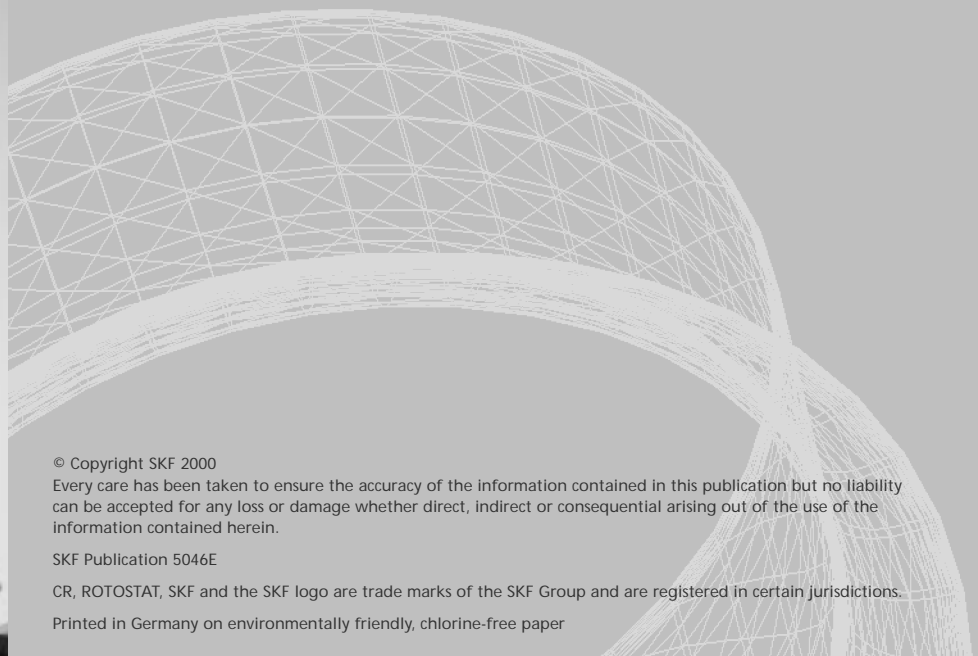 © Copyright SKF 2000
Every care has been taken to ensure the accuracy of the information contained in this publication but no liability
can be accepted for any loss or damage whether direct, indirect or consequential arising out of the use of the
information contained herein.
SKF Publication 5046E
CR, ROTOSTAT, SKF and the SKF logo are trade marks of the SKF Group and are registered in certain jurisdictions.
Printed in Germany on environmentally friendly, chlorine-free paper